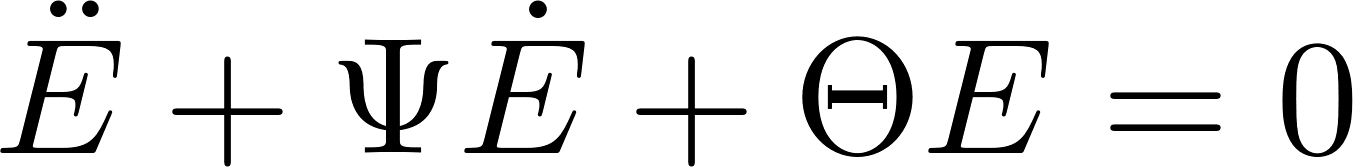 Ë + ΨĖ + ΘE = 0